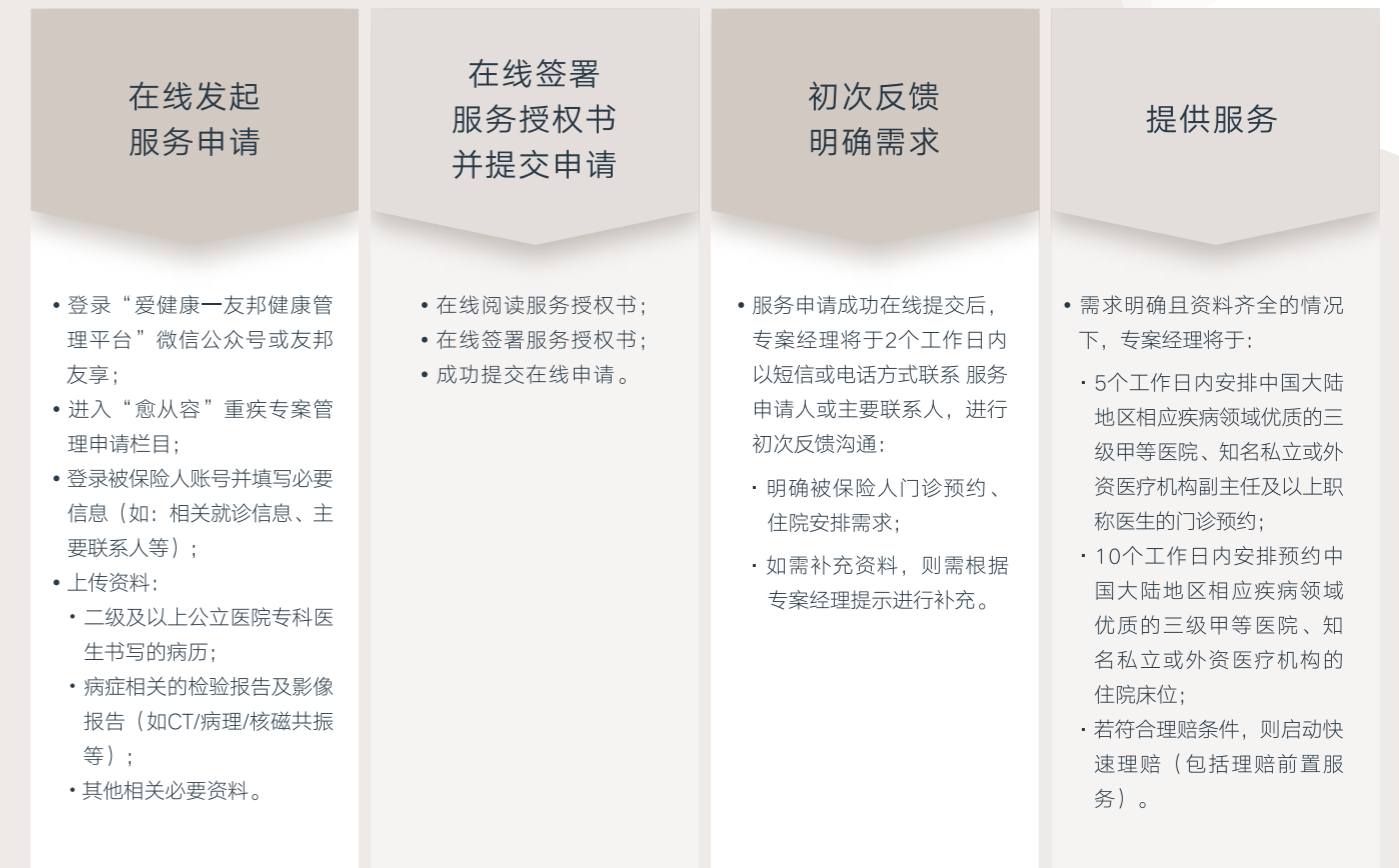 在线发起
服务申请
• 登录“爱健康—友邦健康管
理平台”微信公众号或友邦
友享；
• 进入“愈从容”重疾专案管
理申请栏目；
• 登录被保险人账号并填写必要
信息（如：相关就诊信息、主
要联系人等）；
• 上传资料：
• 二级及以上公立医院专科医
生书写的病历；
• 病症相关的检验报告及影像
报告（如CT/病理/核磁共振
等）；
• 其他相关必要资料。
在线签署
服务授权书
并提交申请
• 在线阅读服务授权书；
• 在线签署服务授权书；
• 成功提交在线申请。
初次反馈
明确需求
• 服务申请成功在线提交后，
专案经理将于2个工作日内
以短信或电话方式联系 服务
申请人或主要联系人，进行
初次反馈沟通：
· 明确被保险人门诊预约、
住院安排需求；
· 如需补充资料，则需根据
专案经理提示进行补充。
提供服务
• 需求明确且资料齐全的情况
下，专案经理将于：
· 5个工作日内安排中国大陆
地区相应疾病领域优质的三
级甲等医院、知名私立或外
资医疗机构副主任及以上职
称医生的门诊预约；
· 10个工作日内安排预约中
国大陆地区相应疾病领域
优质的三级甲等医院、知
名私立或外资医疗机构的
住院床位；
· 若符合理赔条件，则启动快
速理赔（包括理赔前置服
务）。